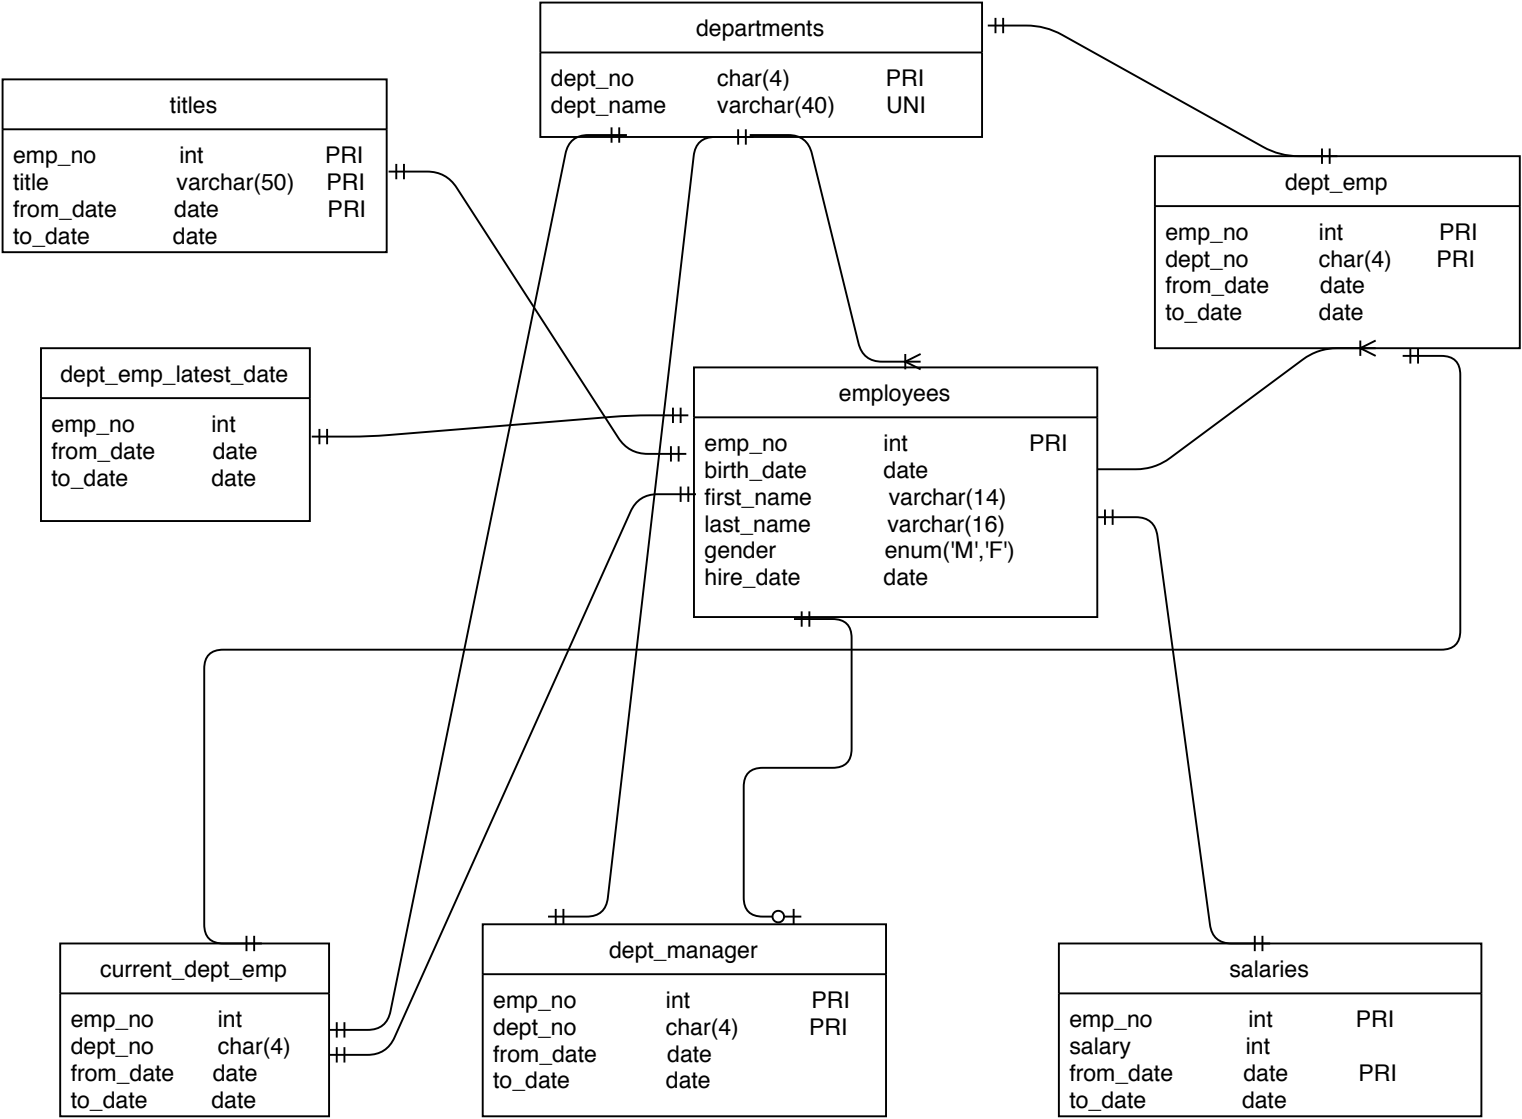 departments
dept_no char(4) PRI
dept_name varchar(40) UNI
titles
emp_no int PRI
title varchar(50) PRI
from_date date PRI
to_date date
dept_emp
emp_no int PRI
dept_no char(4) PRI
from_date date
to_date date
dept_emp_latest_date
emp_no int
from_date date
to_date date
employees
emp_no int PRI
birth_date date
first_name varchar(14)
last_name varchar(16)
gender enum('M','F')
hire_date date
current_dept_emp
emp_no int
dept_no char(4)
from_date date
to_date date
dept_manager
emp_no int PRI
dept_no char(4) PRI
from_date date
to_date date
salaries
emp_no int PRI
salary int
from_date date PRI
to_date date